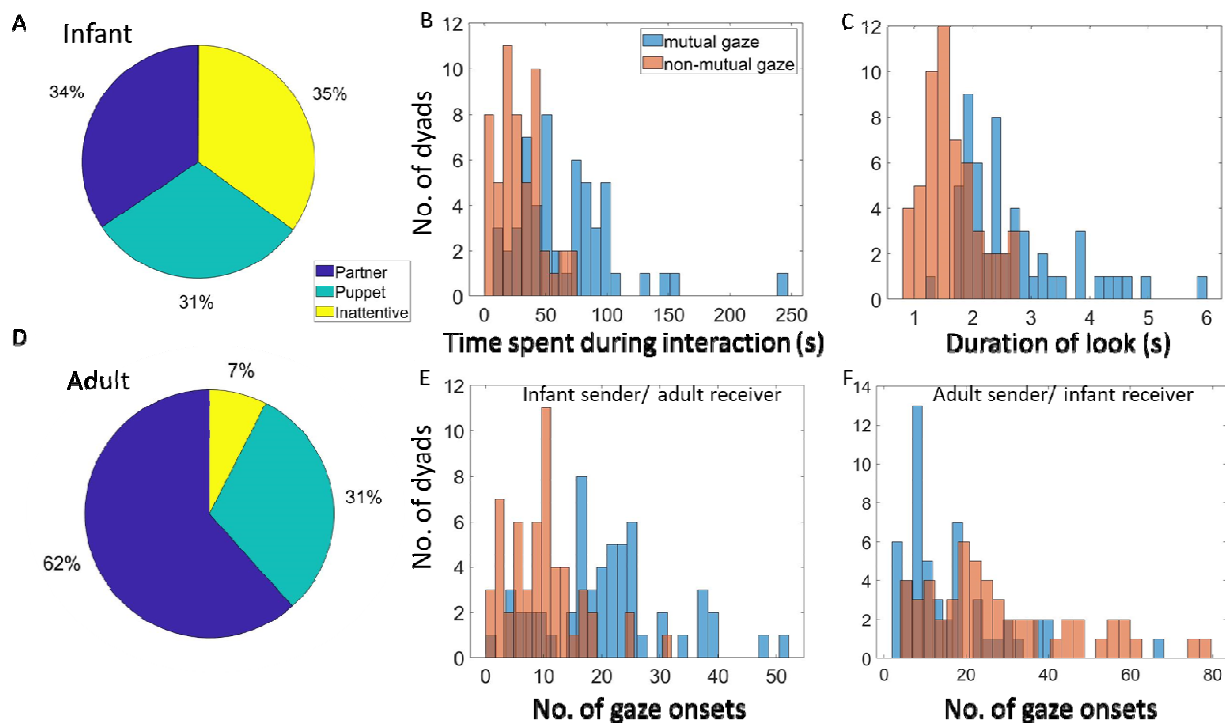 A
Infant
34%
35%
31%
Partner
Puppet
Inattentive
B
mutual gaze
non-mutual gaze
No. of dyads
12
10
8
6
4
2
0
0 50 100 150 200 250
Time spent during interaction (s)
C
12
10
8
6
4
2
0
1 2 3 4 5 6
Duration of look (s)
D
Adult
7%
31%
62%
E
Infant sender/ adult receiver
No. of dyads
12
10
8
6
4
2
0
0 10 20 30 40 50
No. of gaze onsets
F
Adult sender/ infant receiver
14
12
10
8
6
4
2
0
20 40 60 80
No. of gaze onsets